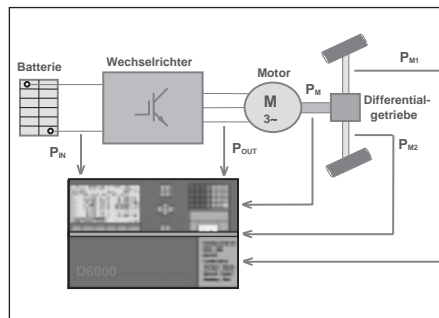 Batterie
Wechselrichter
Motor
M
3~
P_M
P_M1
Differential-
getriebe
P_IN
P_OUT
P_M2
D6000